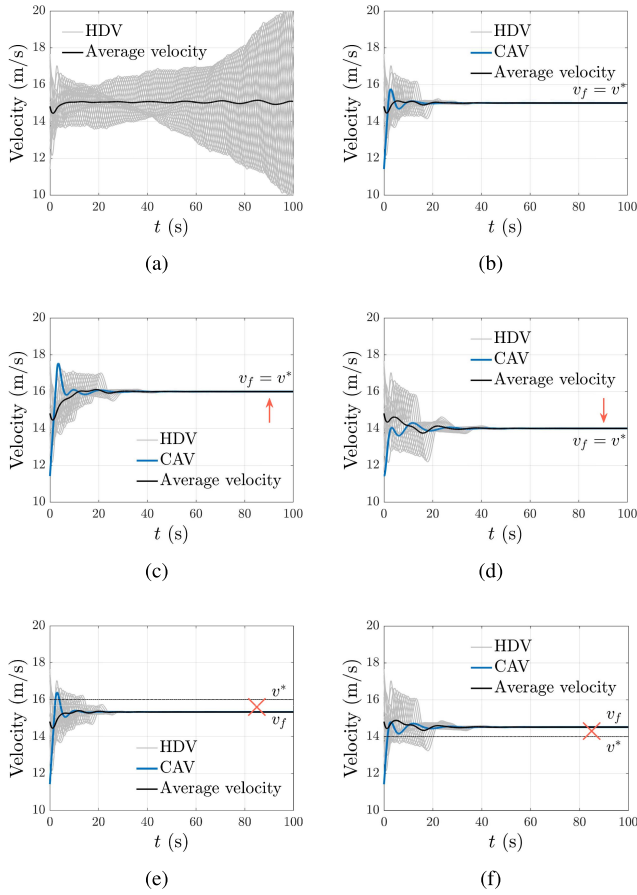 20
18
16
14
12
10
Velocity (m/s)
HDV
Average velocity
0 20 40 60 80 100
t (s)
(a)
20
18
16
14
12
10
Velocity (m/s)
HDV
CAV
Average velocity
v_f = v*
0 20 40 60 80 100
t (s)
(b)
20
18
16
14
12
10
Velocity (m/s)
v_f = v*
HDV
CAV
Average velocity
0 20 40 60 80 100
t (s)
(c)
20
18
16
14
12
10
Velocity (m/s)
HDV
CAV
Average velocity
v_f = v*
0 20 40 60 80 100
t (s)
(d)
20
18
16
14
12
10
Velocity (m/s)
v*
v_f
HDV
CAV
Average velocity
0 20 40 60 80 100
t (s)
(e)
20
18
16
14
12
10
Velocity (m/s)
HDV
CAV
Average velocity
v_f
v*
0 20 40 60 80 100
t (s)
(f)